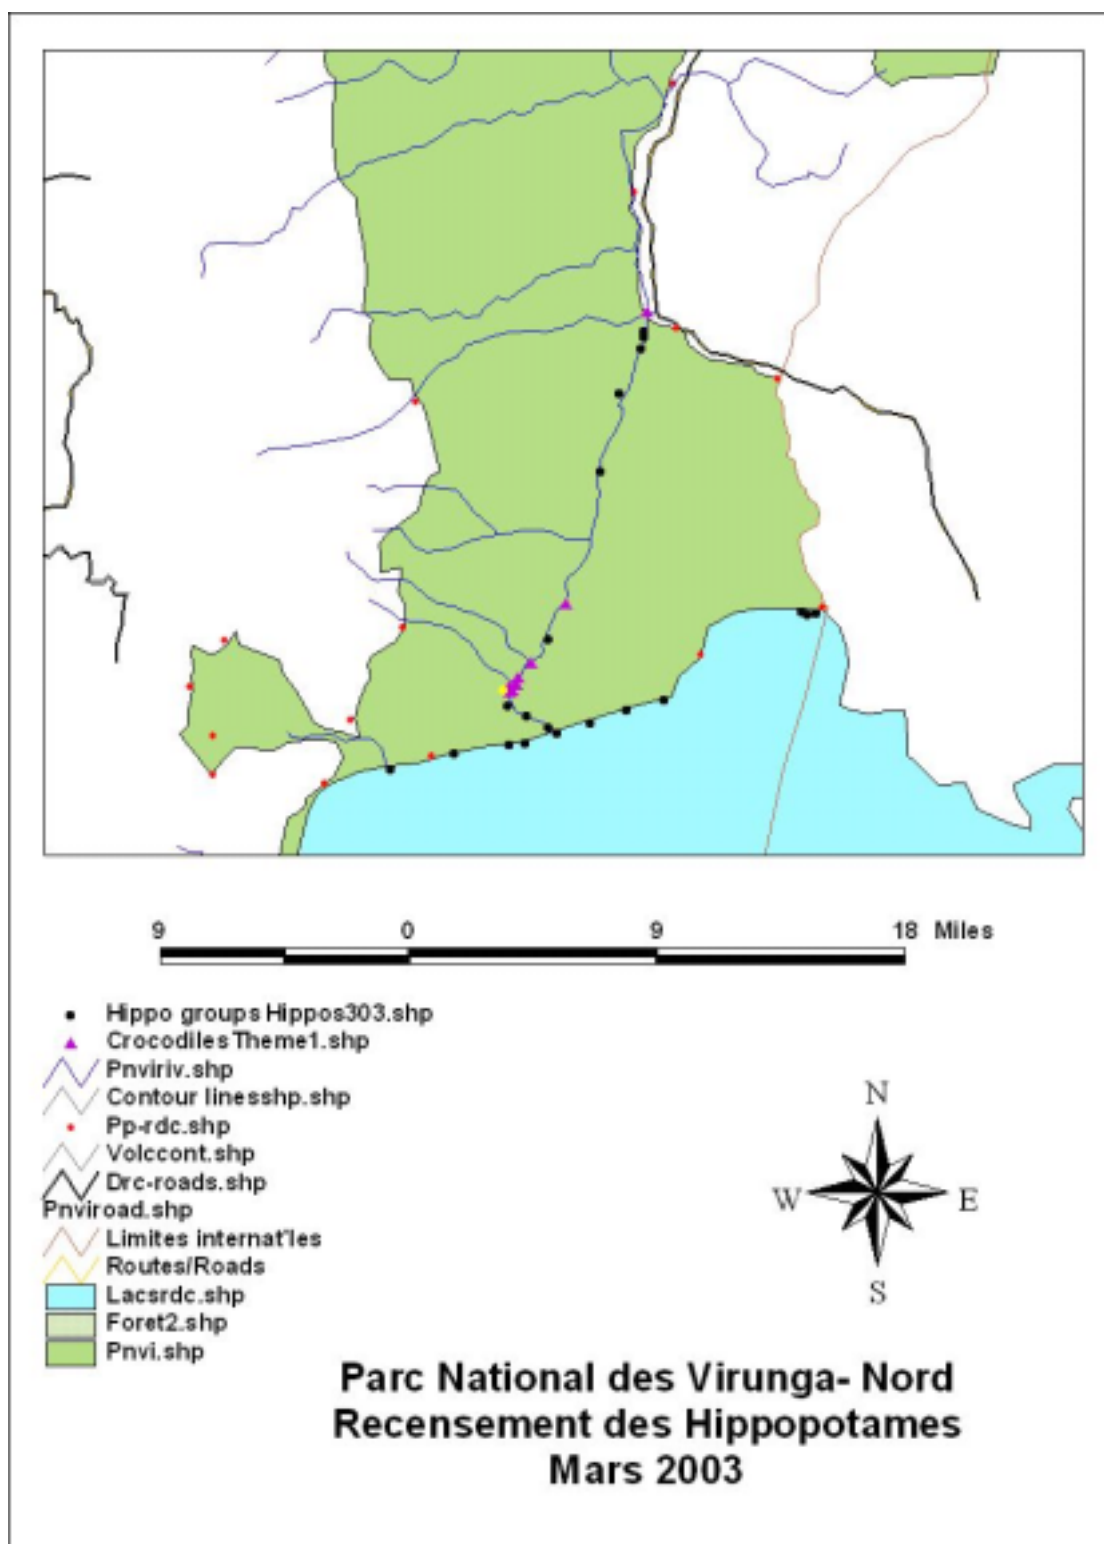 9 0 9 18 Miles
Hippo groups Hippos303.shp
Crocodiles Theme1.shp
Pnviriv.shp
Contour linesshp.shp
Pp-rdc.shp
Volccont.shp
Drc-roads.shp
Pnviroad.shp
Limites internat'les
Routes/Roads
Lacsrdc.shp
Foret2.shp
Pnvi.shp
N
W E
S
Parc National des Virunga- Nord
Recensement des Hippopotames
Mars 2003